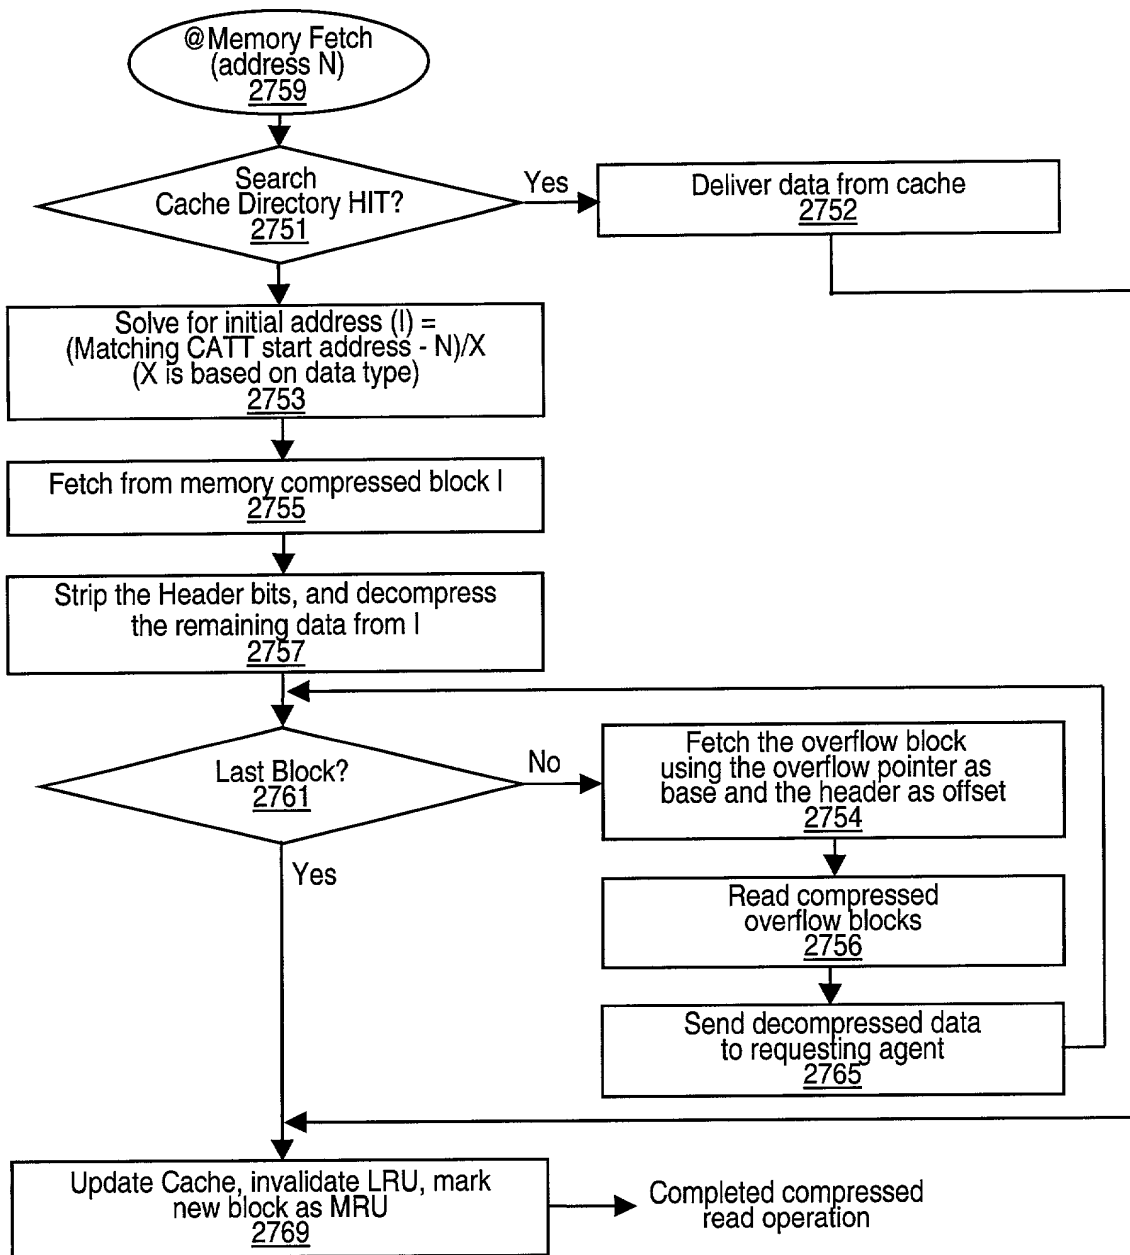 @Memory Fetch
(address N)
2759
Search
Cache Directory HIT?
2751
Yes
Deliver data from cache
2752
Solve for initial address (I) =
(Matching CATT start address - N)/X
(X is based on data type)
2753
Fetch from memory compressed block I
2755
Strip the Header bits, and decompress
the remaining data from I
2757
Last Block?
2761
No
Fetch the overflow block
using the overflow pointer as
base and the header as offset
2754
Yes
Read compressed
overflow blocks
2756
Send decompressed data
to requesting agent
2765
Update Cache, invalidate LRU, mark
new block as MRU
2769
Completed compressed
read operation